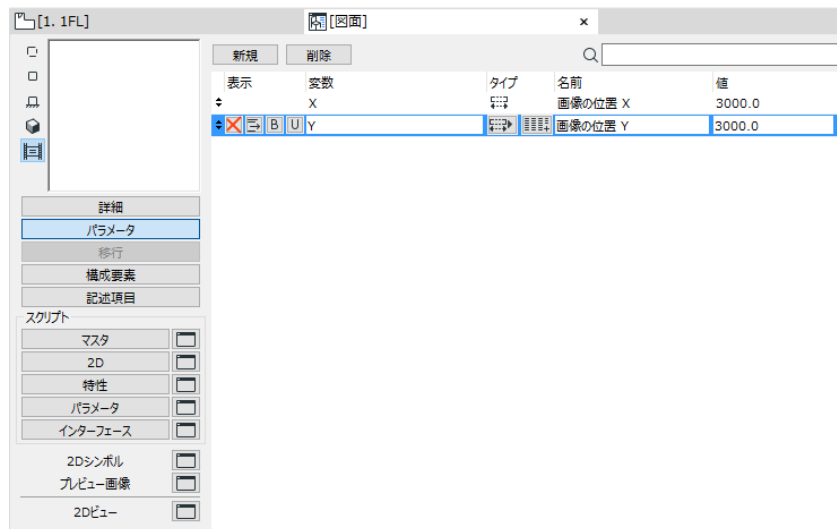 [1. 1FL]
[図面]
×
新規 削除
表示 変数 タイプ 名前 値
X 画像の位置 X 3000.0
B U Y 画像の位置 Y 3000.0
詳細
パラメータ
移行
構成要素
記述項目
スクリプト
マスタ
2D
特性
パラメータ
インターフェース
2Dシンボル
プレビュー画像
2Dビュー